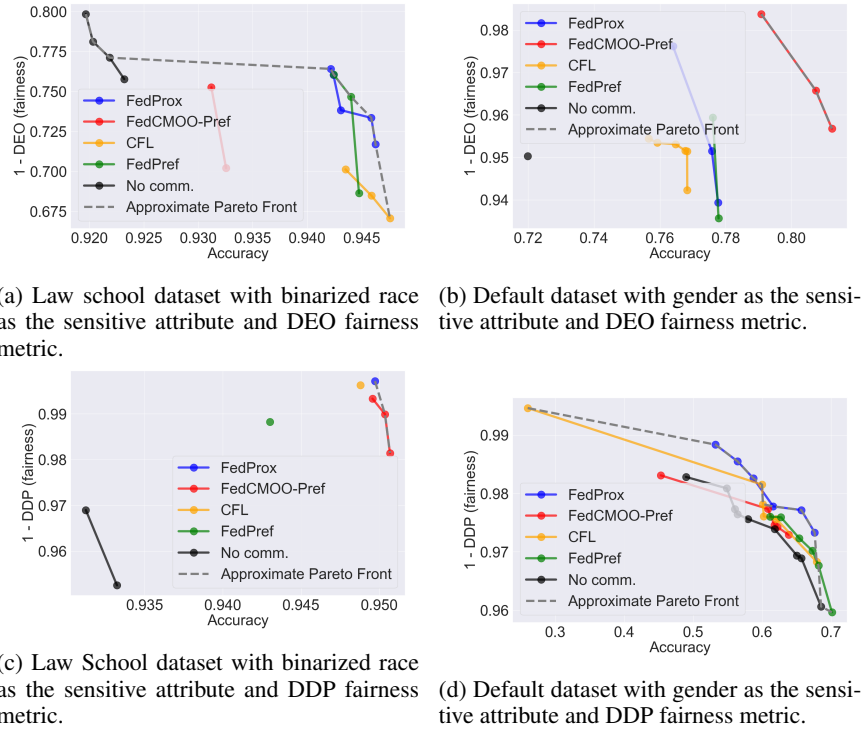 0.800
0.775
0.750
0.725
0.700
0.675
1 - DEO (fairness)
FedProx
FedCMOO-Pref
CFL
FedPref
No comm.
Approximate Pareto Front
0.920 0.925 0.930 0.935 0.940 0.945
Accuracy
(a) Law school dataset with binarized race
as the sensitive attribute and DEO fairness
metric.
0.98
0.97
0.96
0.95
0.94
1 - DEO (fairness)
FedProx
FedCMOO-Pref
CFL
FedPref
No comm.
Approximate Pareto Front
0.72 0.74 0.76 0.78 0.80
Accuracy
(b) Default dataset with gender as the sensi-
tive attribute and DEO fairness metric.
0.99
0.98
0.97
0.96
1 - DDP (fairness)
FedProx
FedCMOO-Pref
CFL
FedPref
No comm.
Approximate Pareto Front
0.935 0.940 0.945 0.950
Accuracy
(c) Law School dataset with binarized race
as the sensitive attribute and DDP fairness
metric.
0.99
0.98
0.97
0.96
1 - DDP (fairness)
FedProx
FedCMOO-Pref
CFL
FedPref
No comm.
Approximate Pareto Front
0.3 0.4 0.5 0.6 0.7
Accuracy
(d) Default dataset with gender as the sensi-
tive attribute and DDP fairness metric.